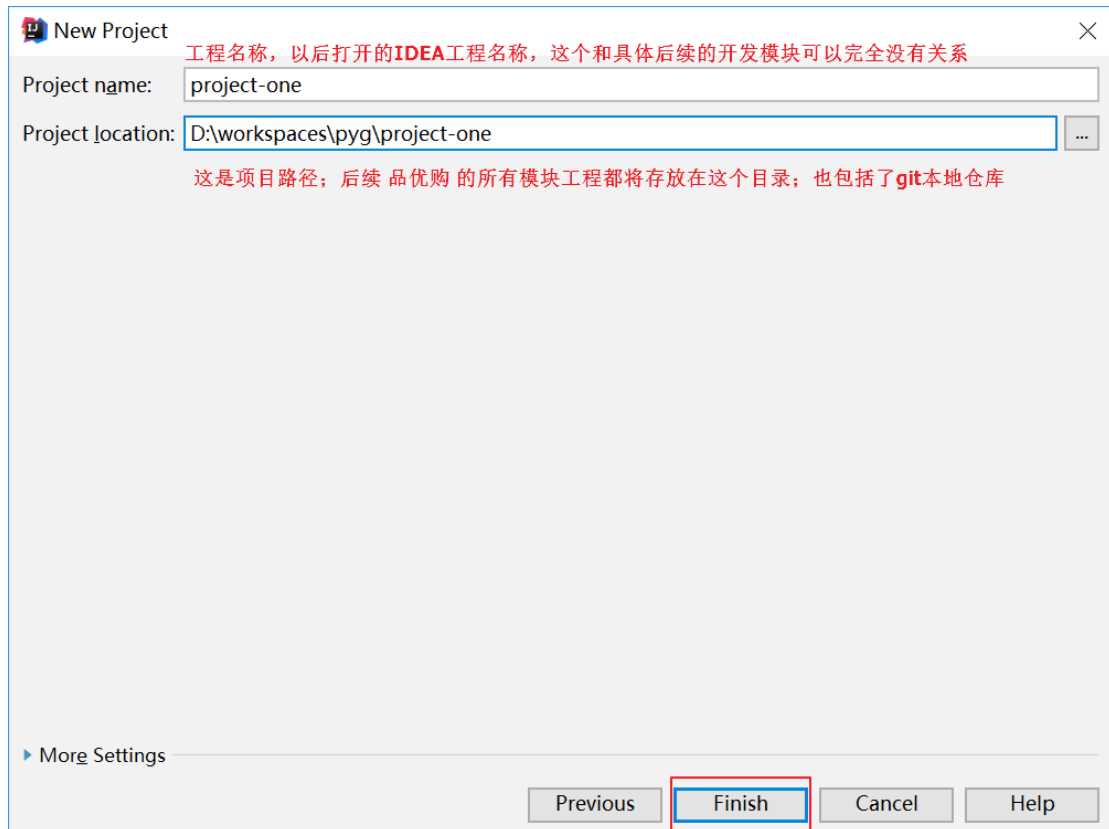 New Project
工程名称，以后打开的IDEA工程名称，这个和具体后续的开发模块可以完全没有关系
Project name: project-one
Project location: D:\workspaces\pyg\project-one ...
这是项目路径；后续 品优购 的所有模块工程都将存放在这个目录；也包括了git本地仓库
More Settings
Previous Finish Cancel Help